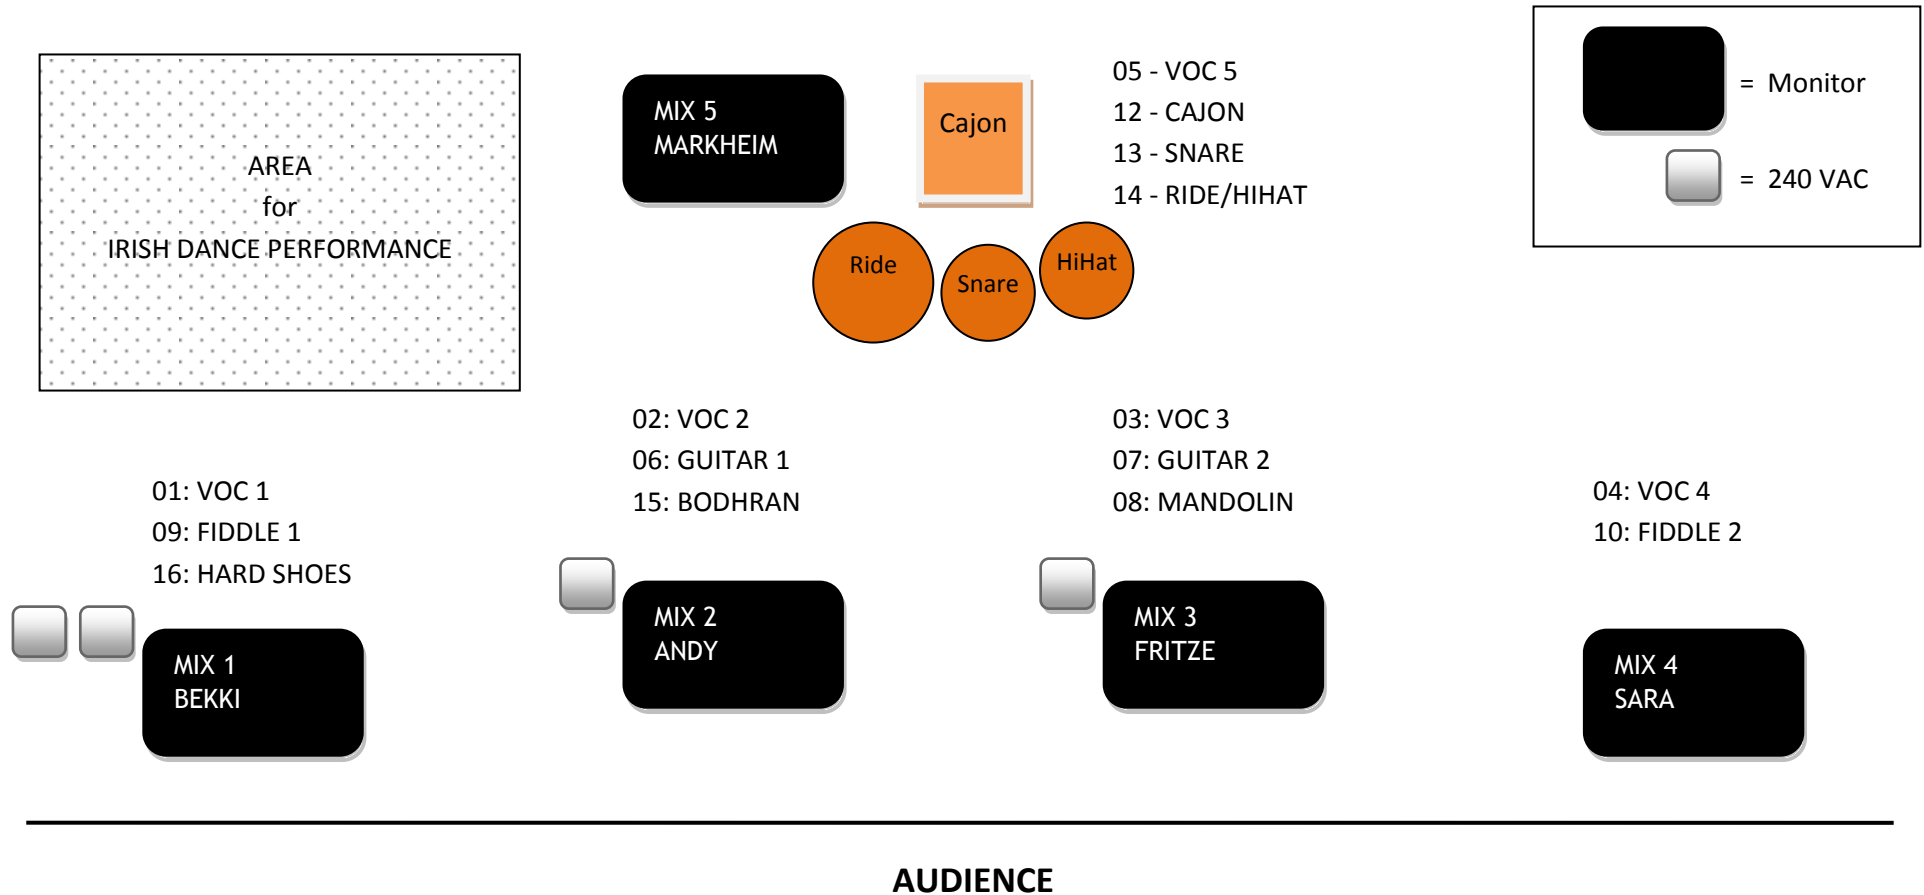 AREA
for
IRISH DANCE PERFORMANCE
MIX 5
MARKHEIM
Cajon
05 - VOC 5
12 - CAJON
13 - SNARE
14 - RIDE/HIHAT
= Monitor
= 240 VAC
Ride
Snare
HiHat
01: VOC 1
09: FIDDLE 1
16: HARD SHOES
02: VOC 2
06: GUITAR 1
15: BODHRAN
03: VOC 3
07: GUITAR 2
08: MANDOLIN
04: VOC 4
10: FIDDLE 2
MIX 1
BEKKI
MIX 2
ANDY
MIX 3
FRITZE
MIX 4
SARA
AUDIENCE